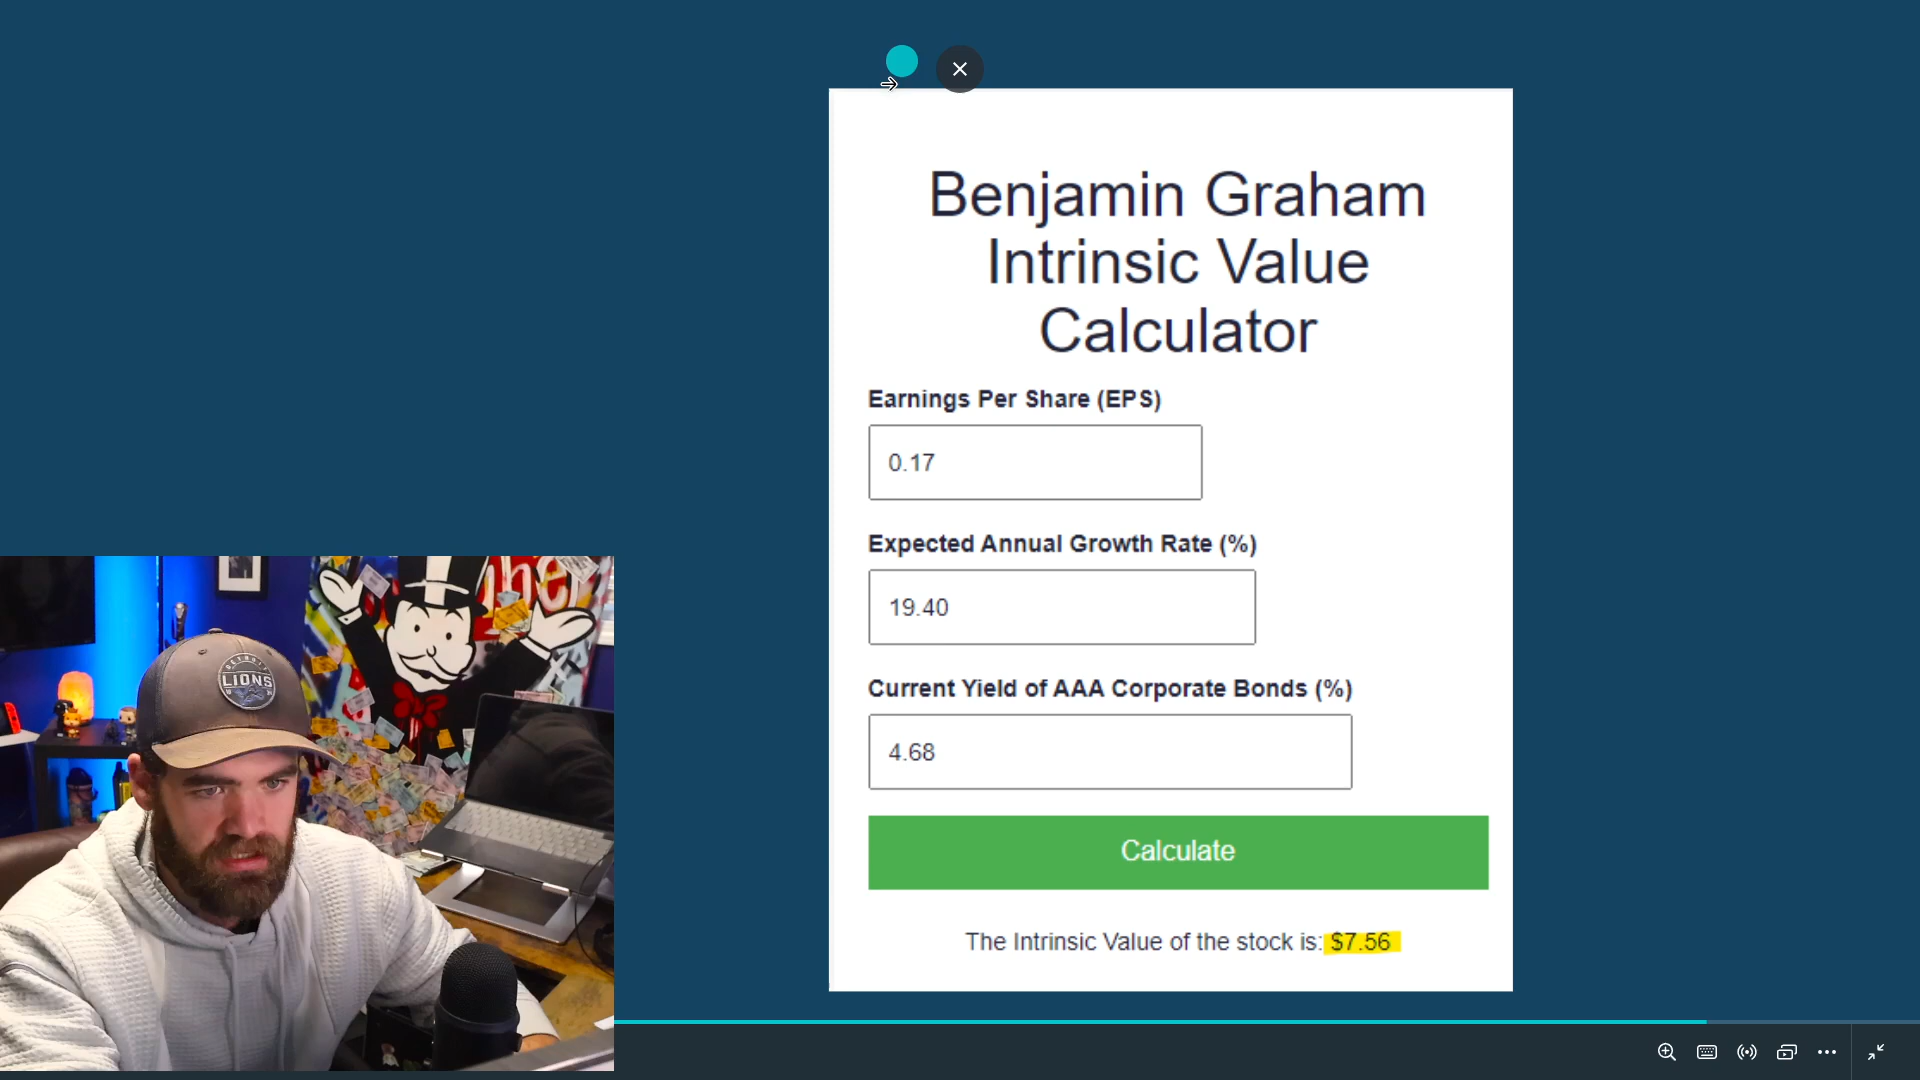 Benjamin Graham
Intrinsic Value
Calculator
Earnings Per Share (EPS)
0.17
Expected Annual Growth Rate (%)
19.40
Current Yield of AAA Corporate Bonds (%)
4.68
Calculate
The Intrinsic Value of the stock is: $7.56
DETROIT
LIONS